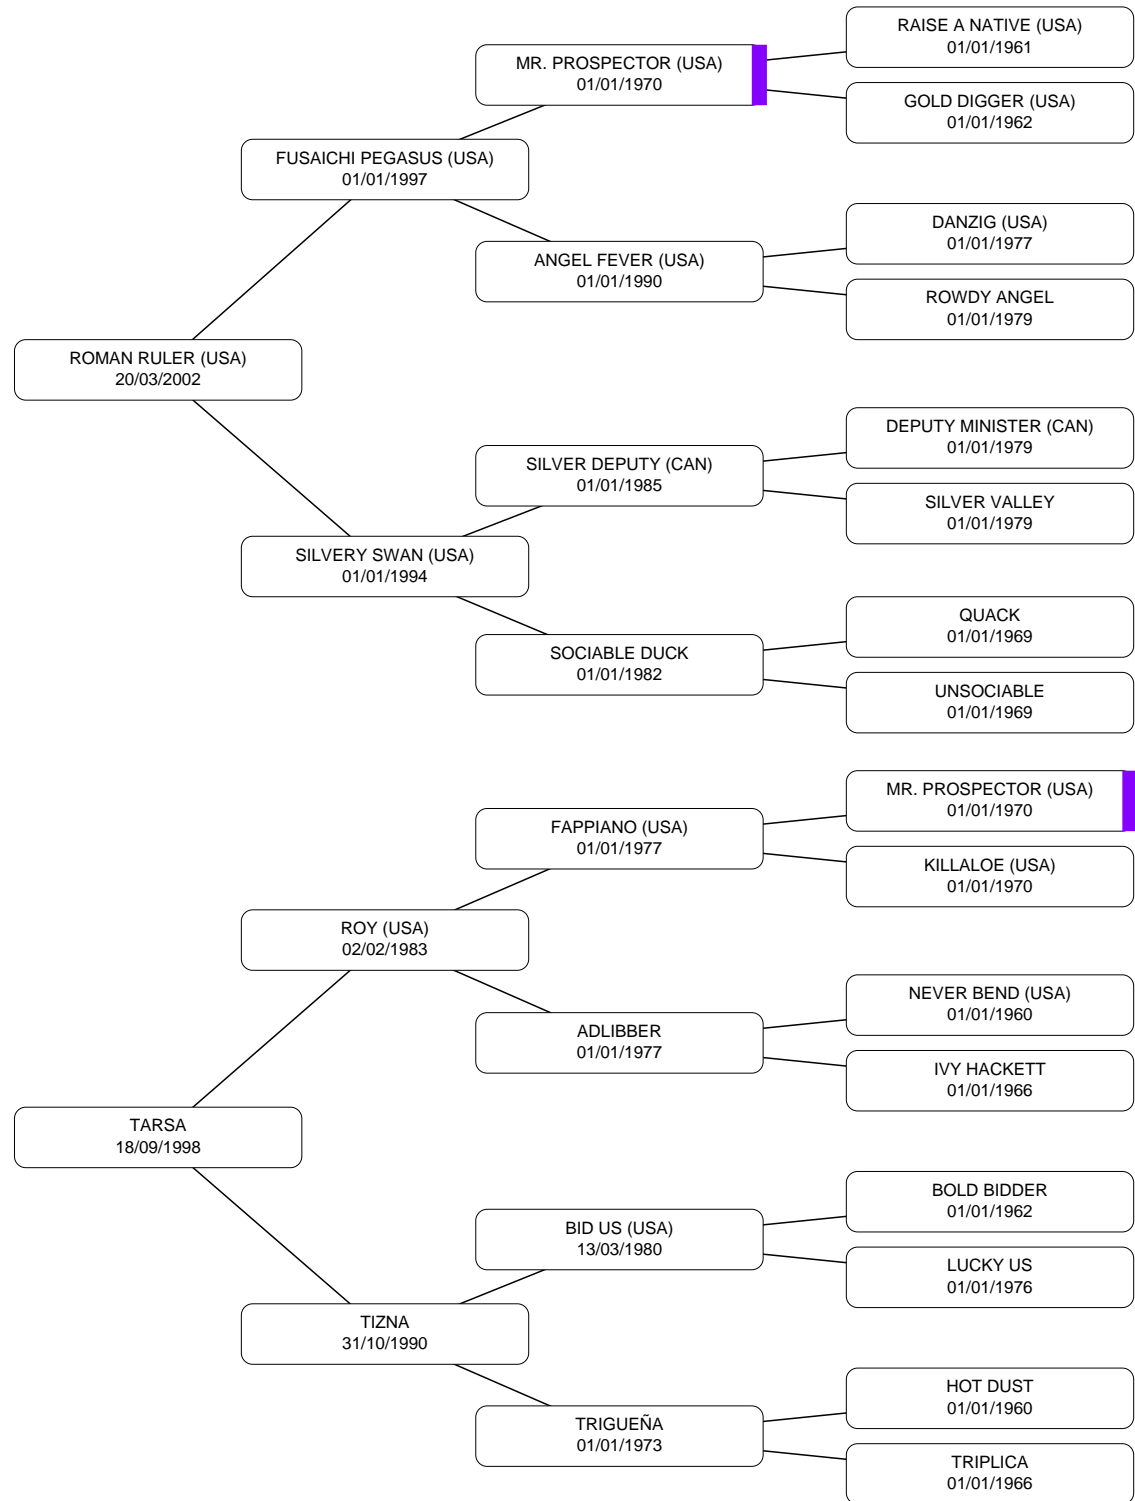 RAISE A NATIVE (USA)
01/01/1961
MR. PROSPECTOR (USA)
01/01/1970
GOLD DIGGER (USA)
01/01/1962
FUSAICHI PEGASUS (USA)
01/01/1997
DANZIG (USA)
01/01/1977
ANGEL FEVER (USA)
01/01/1990
ROWDY ANGEL
01/01/1979
ROMAN RULER (USA)
20/03/2002
DEPUTY MINISTER (CAN)
01/01/1979
SILVER DEPUTY (CAN)
01/01/1985
SILVER VALLEY
01/01/1979
SILVERY SWAN (USA)
01/01/1994
QUACK
01/01/1969
SOCIABLE DUCK
01/01/1982
UNSOCIABLE
01/01/1969
MR. PROSPECTOR (USA)
01/01/1970
FAPPIANO (USA)
01/01/1977
KILLALOE (USA)
01/01/1970
ROY (USA)
02/02/1983
NEVER BEND (USA)
01/01/1960
ADLIBBER
01/01/1977
IVY HACKETT
01/01/1966
TARSA
18/09/1998
BOLD BIDDER
01/01/1962
BID US (USA)
13/03/1980
LUCKY US
01/01/1976
TIZNA
31/10/1990
HOT DUST
01/01/1960
TRIGUEÑA
01/01/1973
TRIPLICA
01/01/1966